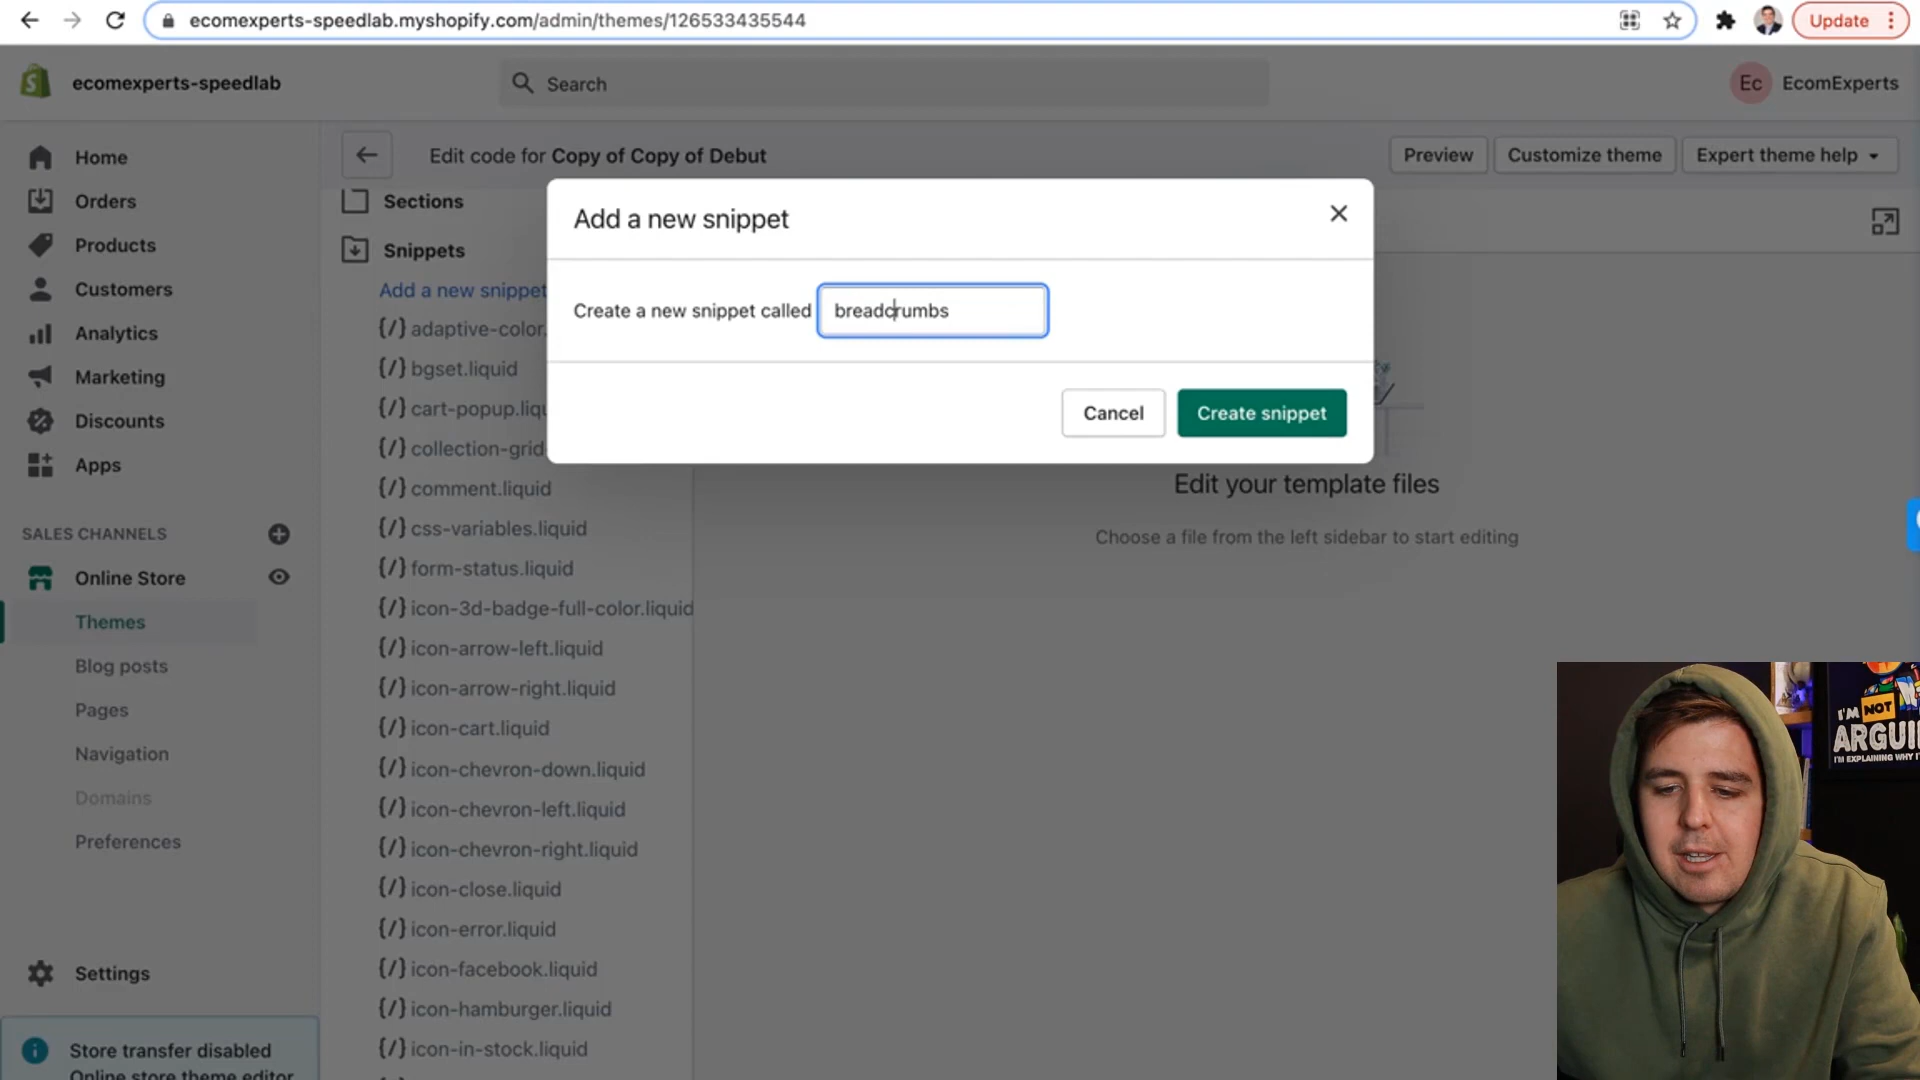 ecomexperts-speedlab.myshopify.com/admin/themes/126533435544
Update
ecomexperts-speedlab
Search
Ec
EcomExperts
Home
Orders
Products
Customers
Analytics
Marketing
Discounts
Apps
SALES CHANNELS
Online Store
Themes
Blog posts
Pages
Navigation
Domains
Preferences
Settings
Store transfer disabled
Online store theme editor
Edit code for Copy of Copy of Debut
Preview
Customize theme
Expert theme help
Sections
Snippets
Add a new snippet
{/} adaptive-color.
{/} bgset.liquid
{/} cart-popup.liqu
{/} collection-grid
{/} comment.liquid
{/} css-variables.liquid
{/} form-status.liquid
{/} icon-3d-badge-full-color.liquid
{/} icon-arrow-left.liquid
{/} icon-arrow-right.liquid
{/} icon-cart.liquid
{/} icon-chevron-down.liquid
{/} icon-chevron-left.liquid
{/} icon-chevron-right.liquid
{/} icon-close.liquid
{/} icon-error.liquid
{/} icon-facebook.liquid
{/} icon-hamburger.liquid
{/} icon-in-stock.liquid
Add a new snippet
Create a new snippet called breadcrumbs
Cancel
Create snippet
Edit your template files
Choose a file from the left sidebar to start editing
I'M NOT
ARGUI
I'M EXPLAINING WHY I